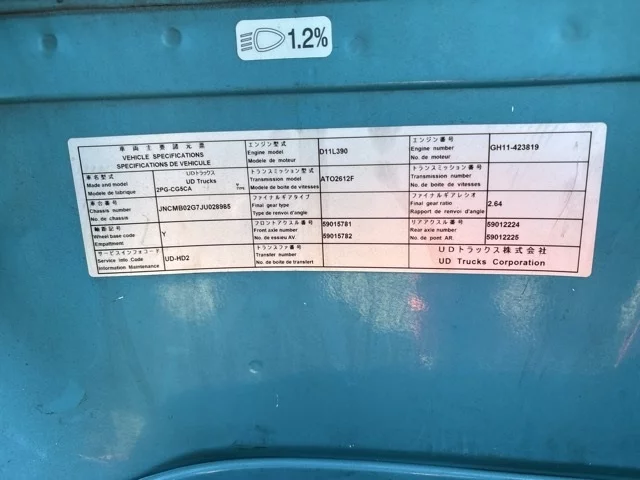 1.2%
車両主要諸元票
VEHICLE SPECIFICATIONS
SPECIFICATIONS DE VEHICULE
エンジン型式
Engine model
Modele de moteur
D11L390
エンジン番号
Engine number
No. de moteur
GH11-423819
車名型式
Made and model
Modele de fabrique
UDトラックス
UD Trucks
2PG-CG5CA
トランスミッション型式
Transmission model
Modele de boite de vitesses
ATO2612F
トランスミッション番号
Transmission number
No. de boite de vitesses
車台番号
Chassis number
No. de chassis
JNCMB02G7JU028965
ファイナルギアタイプ
Final gear type
Type de renvoi d'angle
ファイナルギアレシオ
Final gear ratio
Rapport de renvoi d'angle
2.64
軸距記号
Wheel base code
Empattement
Y
フロントアクスル番号
Front axle number
No. de essieu AV.
59015781
59015782
リアアクスル番号
Rear axle number
No. de point AR.
59012224
59012225
サービスインフォコード
Service Info. Code
Information Maintenance
UD-HD2
トランスファ番号
Transfer number
No. de boite de transfert
UDトラックス株式会社
UD Trucks Corporation